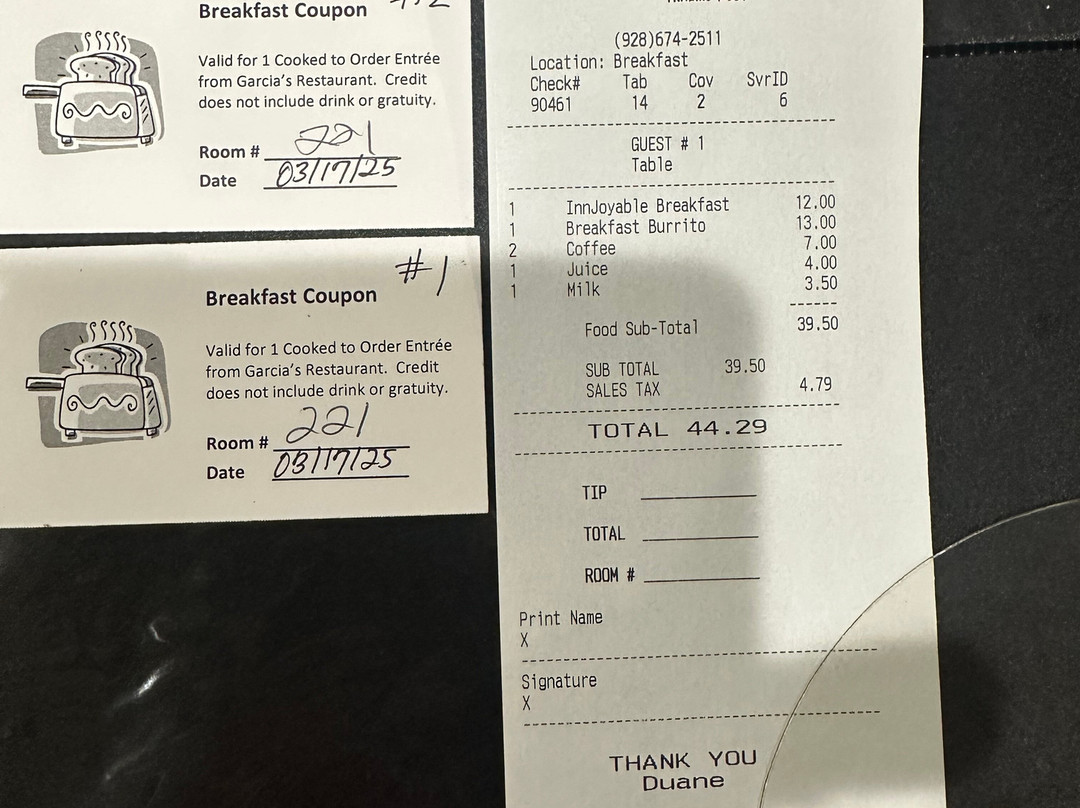 Breakfast Coupon
Valid for 1 Cooked to Order Entrée
from Garcia's Restaurant. Credit
does not include drink or gratuity.
Room # 221
Date 03/17/25
#1
Breakfast Coupon
Valid for 1 Cooked to Order Entrée
from Garcia's Restaurant. Credit
does not include drink or gratuity.
Room # 221
Date 03/17/25
(928)674-2511
Location: Breakfast
Check# Tab Cov SvrID
90461 14 2 6
GUEST # 1
Table
1 InnJoyable Breakfast 12.00
1 Breakfast Burrito 13.00
2 Coffee 7.00
1 Juice 4.00
1 Milk 3.50
Food Sub-Total 39.50
SUB TOTAL 39.50
SALES TAX 4.79
TOTAL 44.29
TIP
TOTAL
ROOM #
Print Name
X
Signature
X
THANK YOU
Duane